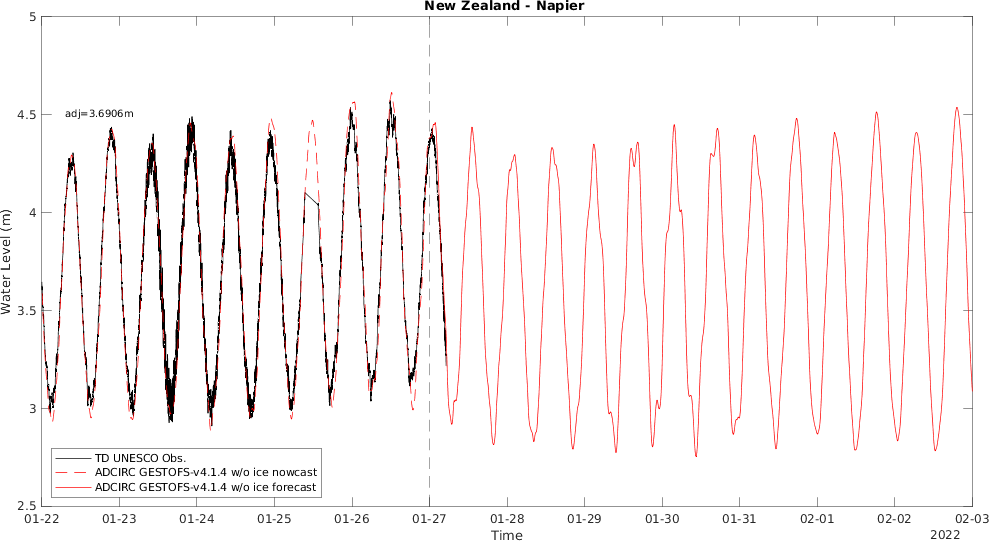 New Zealand - Napier
5
4.5
4
3.5
3
2.5
Water Level (m)
adj=3.6906m
TD UNESCO Obs.
ADCIRC GESTOFS-v4.1.4 w/o ice nowcast
ADCIRC GESTOFS-v4.1.4 w/o ice forecast
01-22 01-23 01-24 01-25 01-26 01-27 01-28 01-29 01-30 01-31 02-01 02-02 02-03
Time
2022